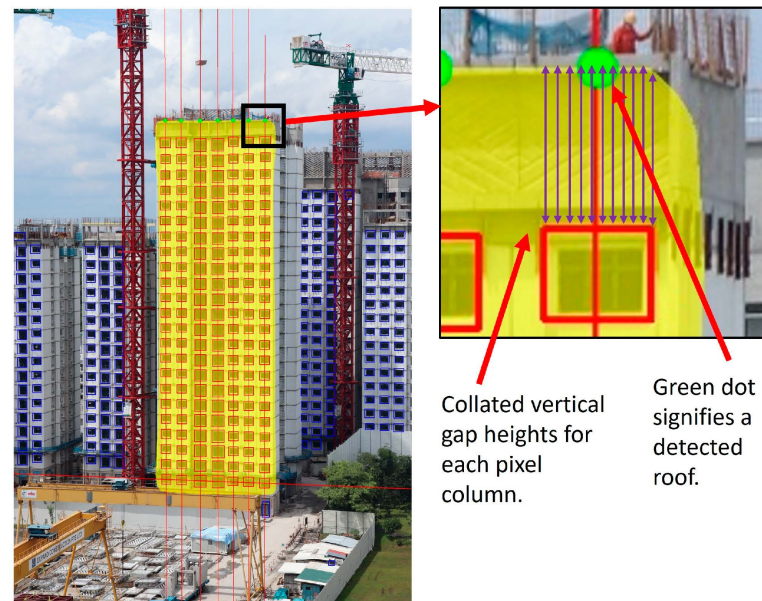 Collated vertical
gap heights for
each pixel
column.
Green dot
signifies a
detected
roof.